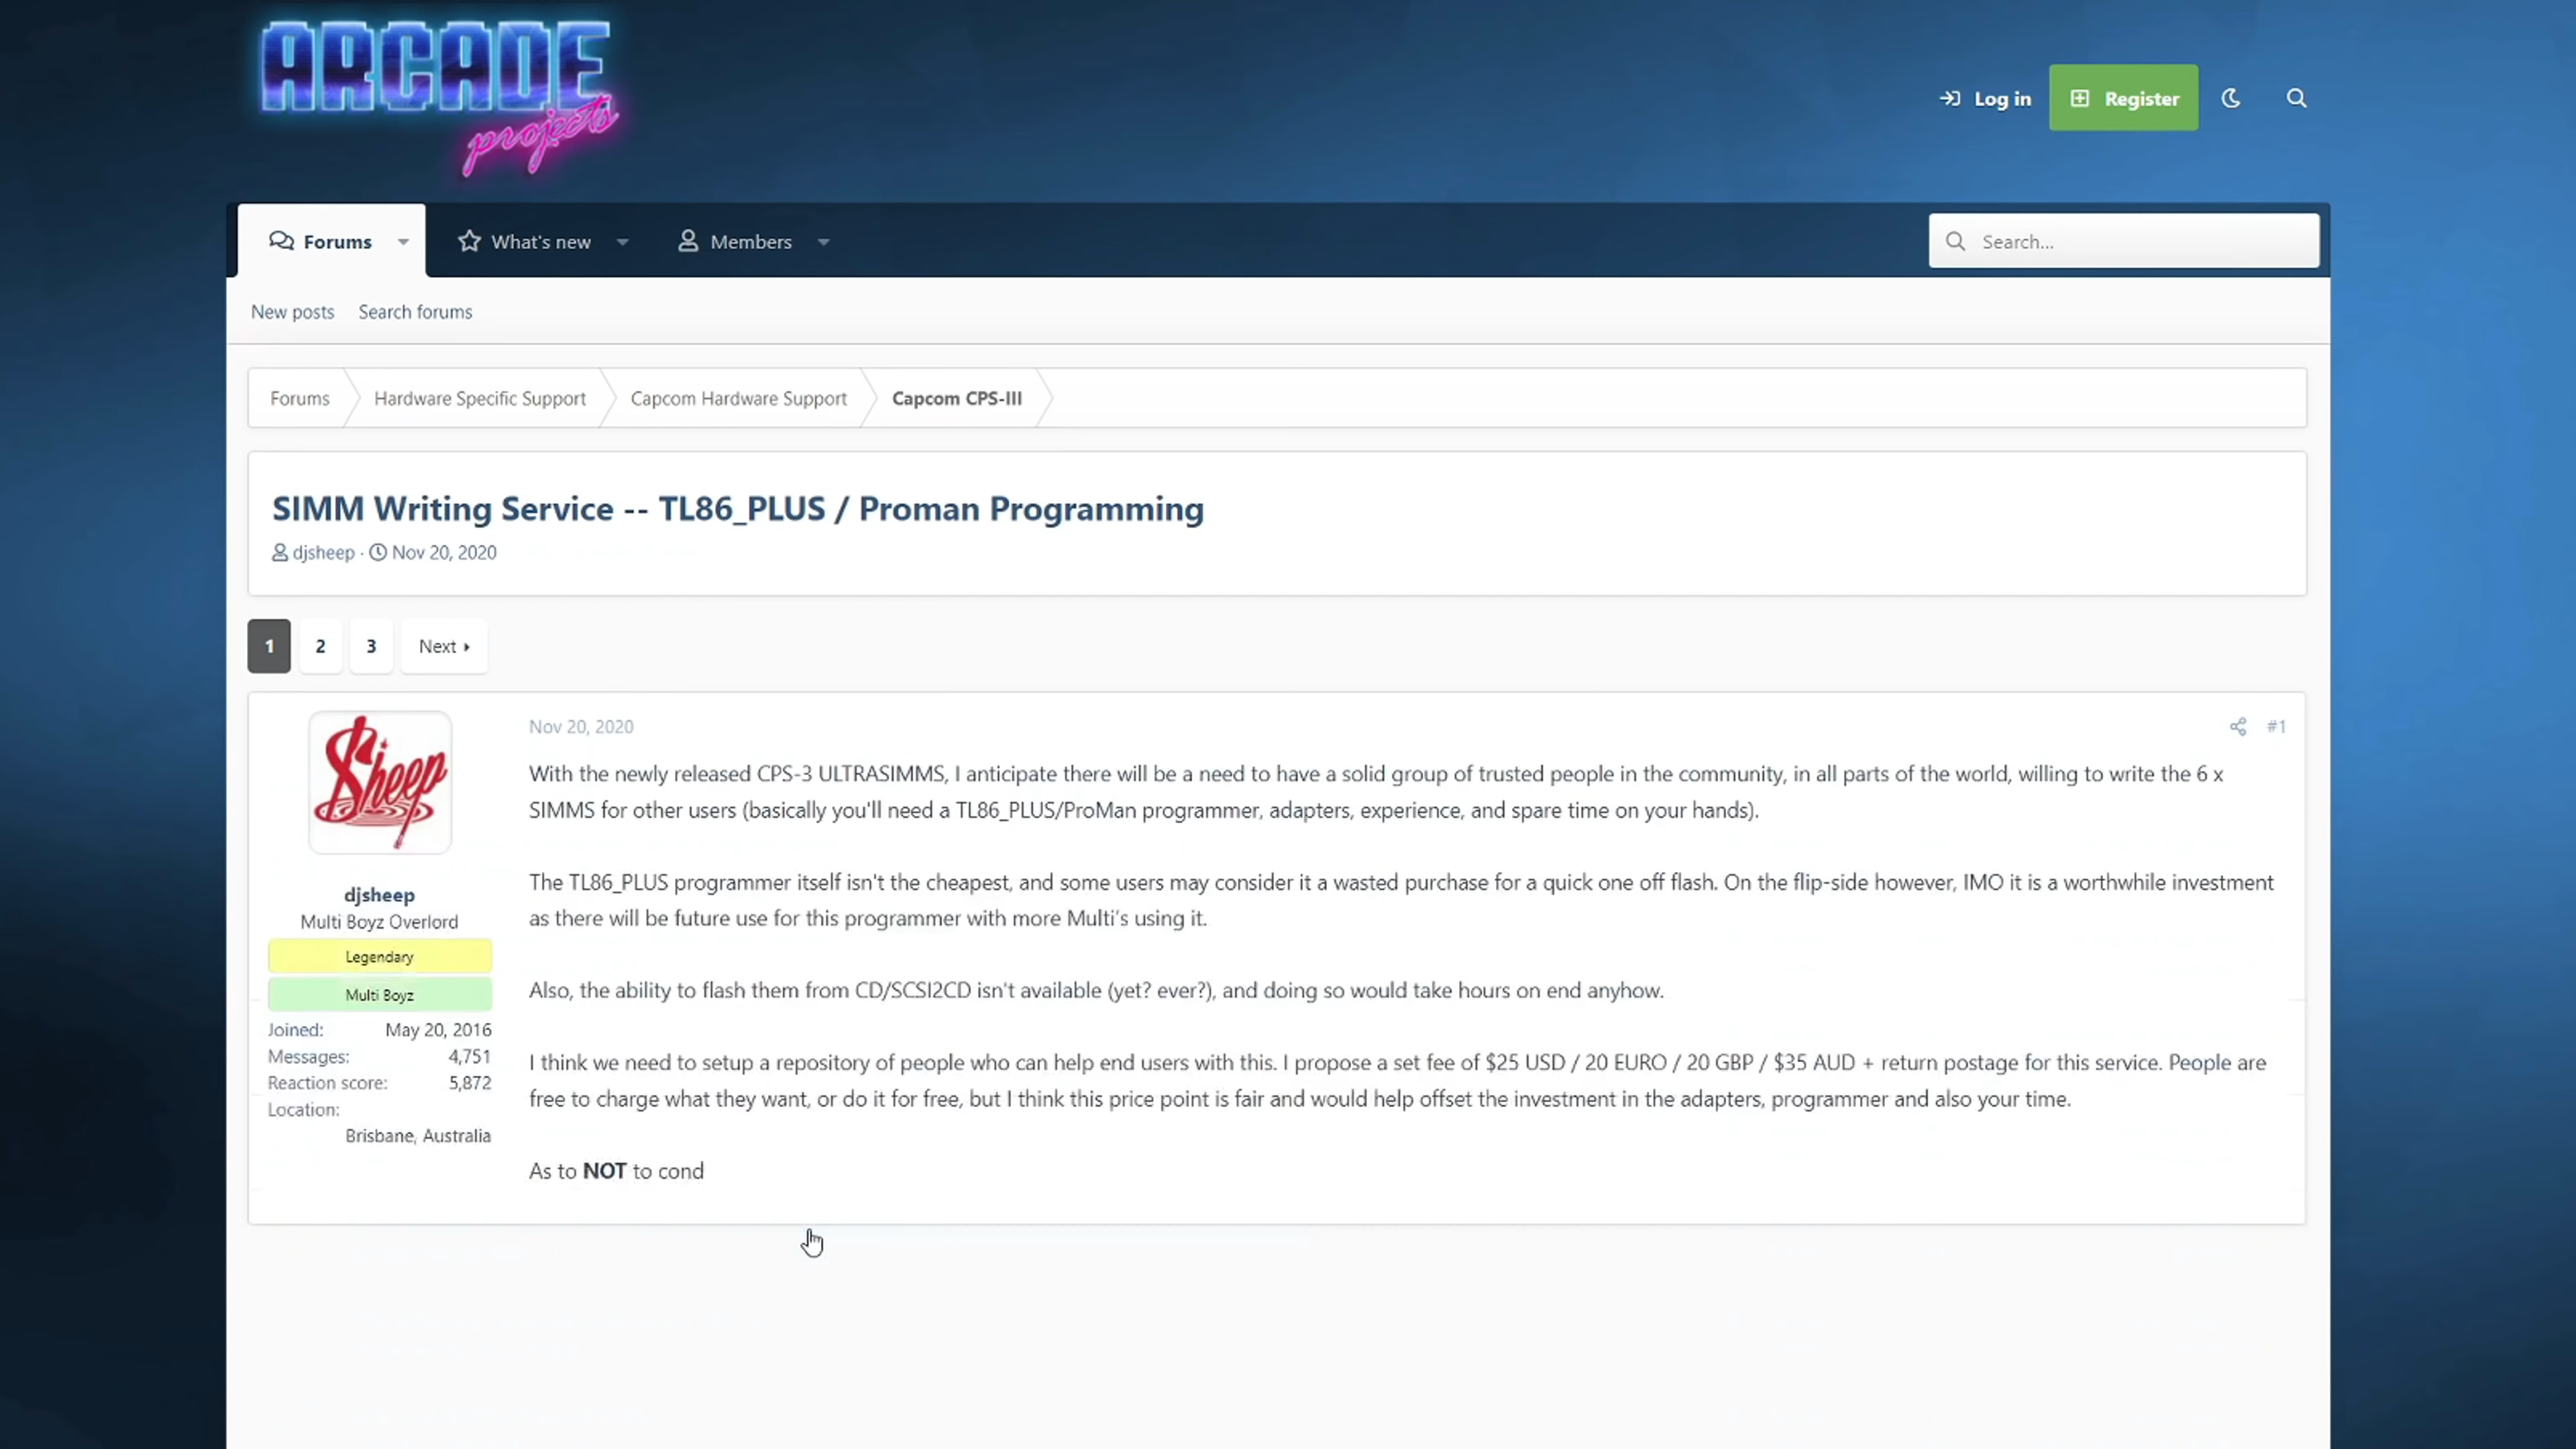 ARCADE
projects
Log in
Register
Forums
What's new
Members
Search...
New posts
Search forums
Forums
Hardware Specific Support
Capcom Hardware Support
Capcom CPS-III
SIMM Writing Service -- TL86_PLUS / Proman Programming
djsheep · Nov 20, 2020
1
2
3
Next
Sheep
djsheep
Multi Boyz Overlord
Legendary
Multi Boyz
Joined: May 20, 2016
Messages: 4,751
Reaction score: 5,872
Location:
Brisbane, Australia
Nov 20, 2020
#1
With the newly released CPS-3 ULTRASIMMS, I anticipate there will be a need to have a solid group of trusted people in the community, in all parts of the world, willing to write the 6 x
SIMMS for other users (basically you'll need a TL86_PLUS/ProMan programmer, adapters, experience, and spare time on your hands).
The TL86_PLUS programmer itself isn't the cheapest, and some users may consider it a wasted purchase for a quick one off flash. On the flip-side however, IMO it is a worthwhile investment
as there will be future use for this programmer with more Multi's using it.
Also, the ability to flash them from CD/SCSI2CD isn't available (yet? ever?), and doing so would take hours on end anyhow.
I think we need to setup a repository of people who can help end users with this. I propose a set fee of $25 USD / 20 EURO / 20 GBP / $35 AUD + return postage for this service. People are
free to charge what they want, or do it for free, but I think this price point is fair and would help offset the investment in the adapters, programmer and also your time.
As to NOT to cond